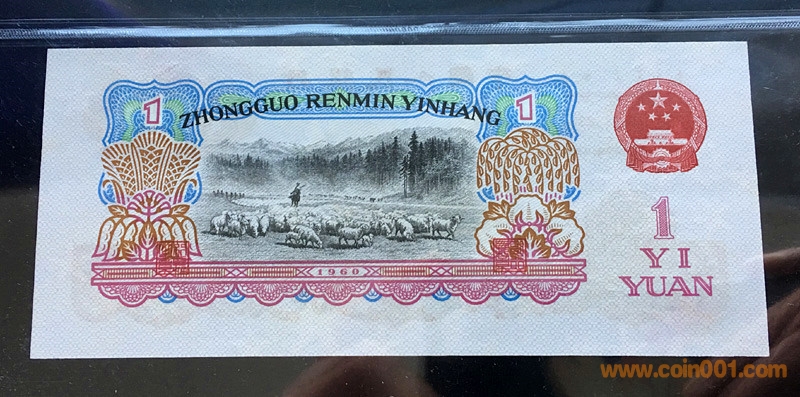 1
ZHONGGUO RENMIN YINHANG
1
1960
1
YI
YUAN
www.coin001.com